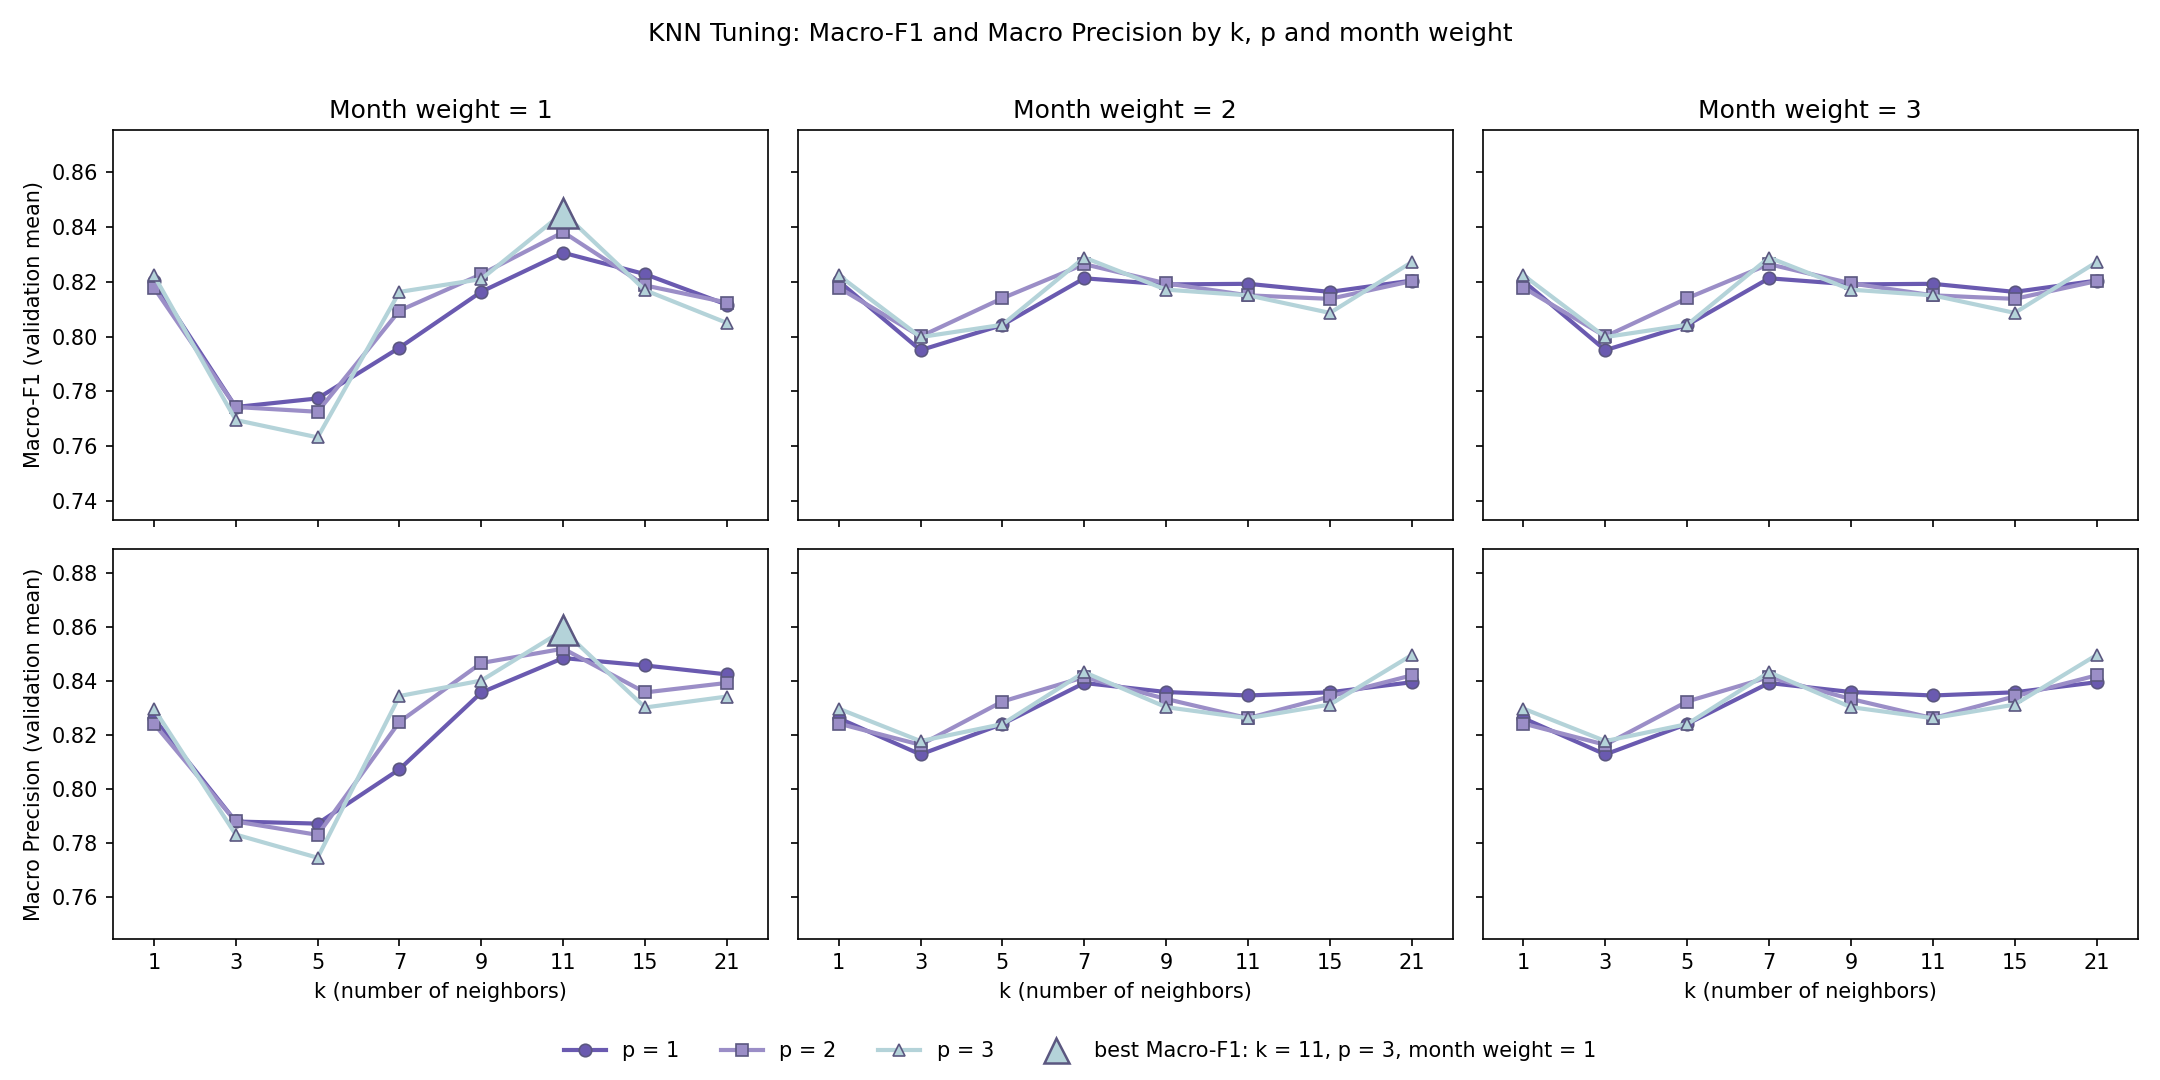 KNN Tuning: Macro-F1 and Macro Precision by k, p and month weight
Month weight = 1
Month weight = 2
Month weight = 3
Macro-F1 (validation mean)
0.86
0.84
0.82
0.80
0.78
0.76
0.74
Macro Precision (validation mean)
0.88
0.86
0.84
0.82
0.80
0.78
0.76
1 3 5 7 9 11 15 21
1 3 5 7 9 11 15 21
1 3 5 7 9 11 15 21
k (number of neighbors)
k (number of neighbors)
k (number of neighbors)
p = 1
p = 2
p = 3
best Macro-F1: k = 11, p = 3, month weight = 1